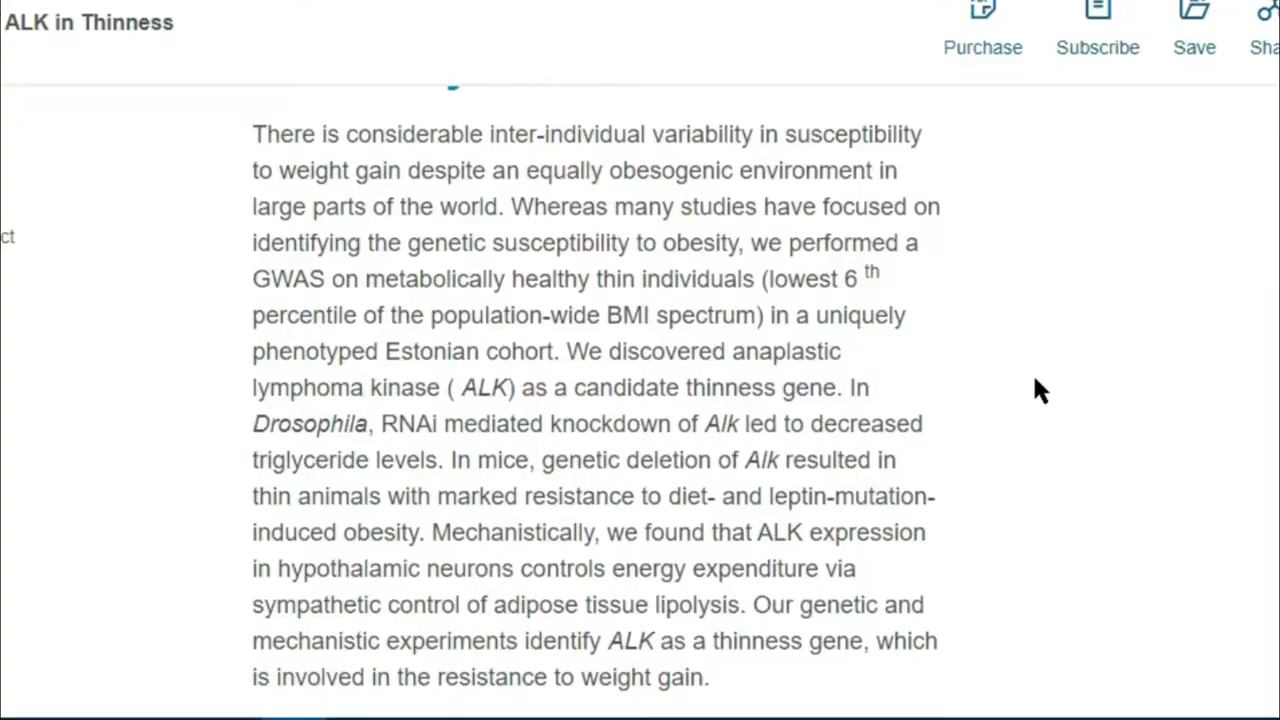 ALK in Thinness
Purchase
Subscribe
Save
Sha
There is considerable inter-individual variability in susceptibility
to weight gain despite an equally obesogenic environment in
large parts of the world. Whereas many studies have focused on
ct
identifying the genetic susceptibility to obesity, we performed a
GWAS on metabolically healthy thin individuals (lowest 6 th
percentile of the population-wide BMI spectrum) in a uniquely
phenotyped Estonian cohort. We discovered anaplastic
lymphoma kinase ( ALK) as a candidate thinness gene. In
Drosophila, RNAi mediated knockdown of Alk led to decreased
triglyceride levels. In mice, genetic deletion of Alk resulted in
thin animals with marked resistance to diet- and leptin-mutation-
induced obesity. Mechanistically, we found that ALK expression
in hypothalamic neurons controls energy expenditure via
sympathetic control of adipose tissue lipolysis. Our genetic and
mechanistic experiments identify ALK as a thinness gene, which
is involved in the resistance to weight gain.